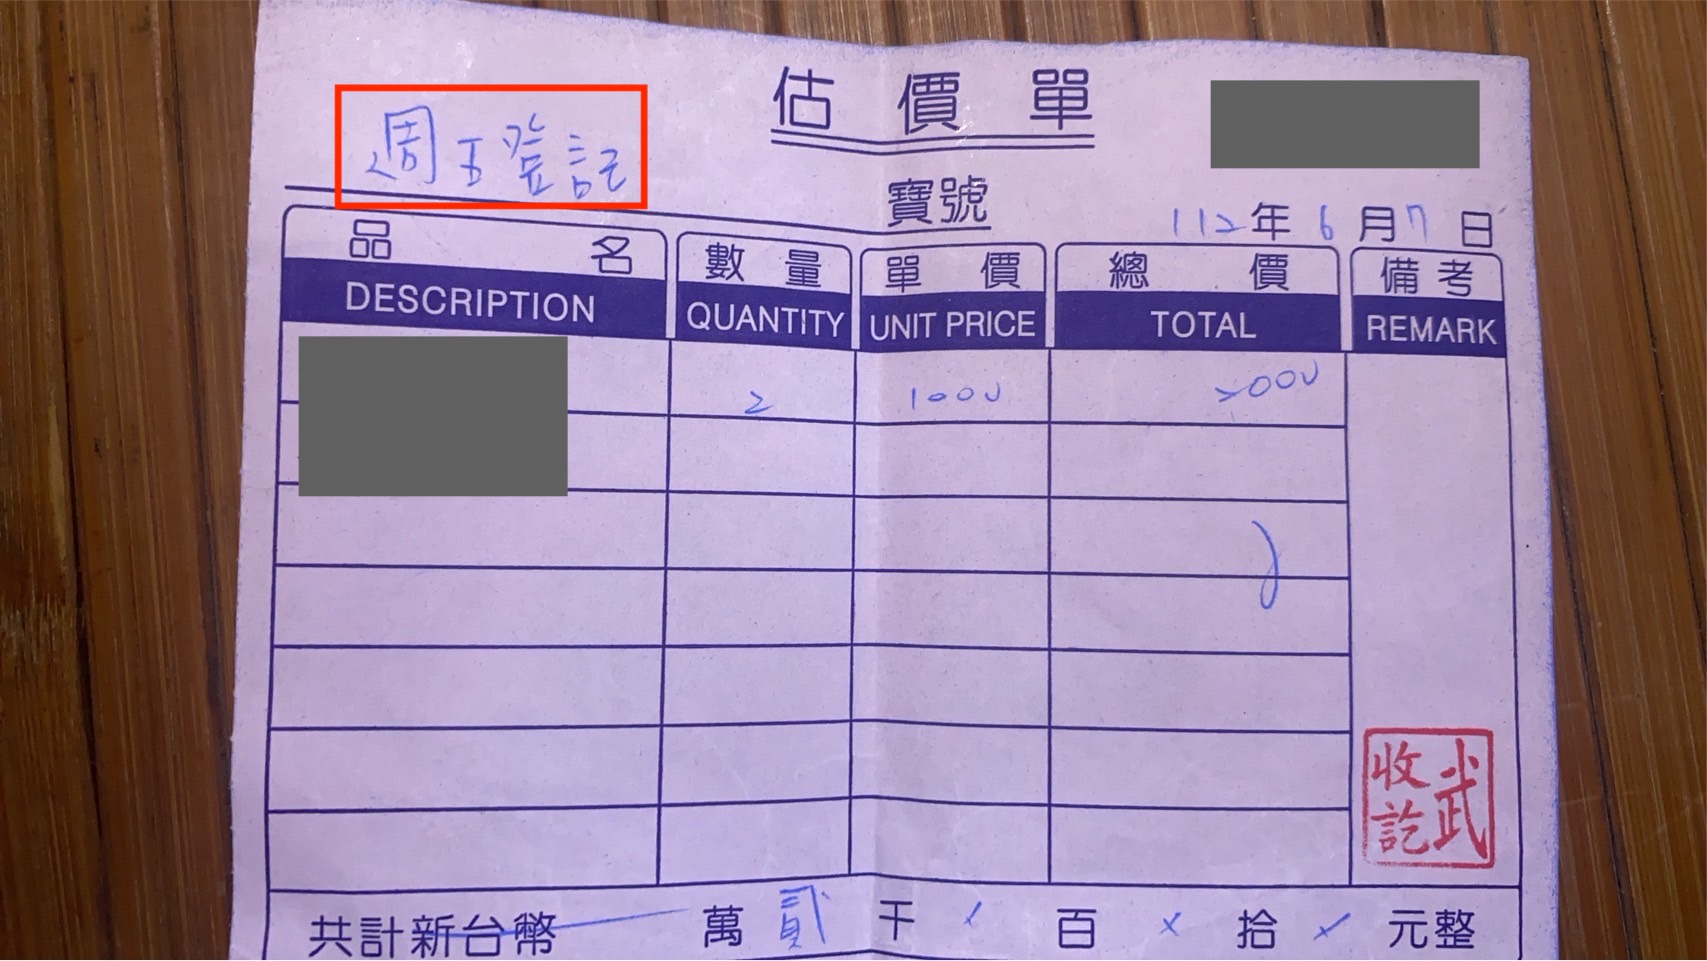 估價單
週五登記
寶號
112年6月7日
品名 數量 單價 總價 備考
DESCRIPTION QUANTITY UNIT PRICE TOTAL REMARK
2 1000 2000
武收訖
共計新台幣 萬貳千 百 拾 元整